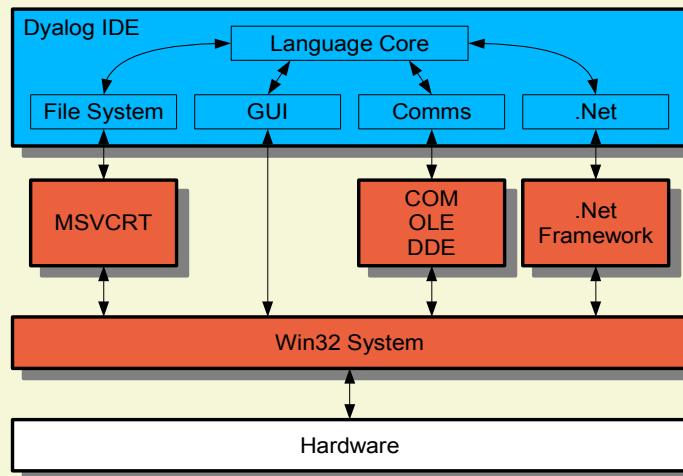 Dyalog IDE
Language Core
File System
GUI
Comms
.Net
MSVCRT
COM
OLE
DDE
.Net
Framework
Win32 System
Hardware